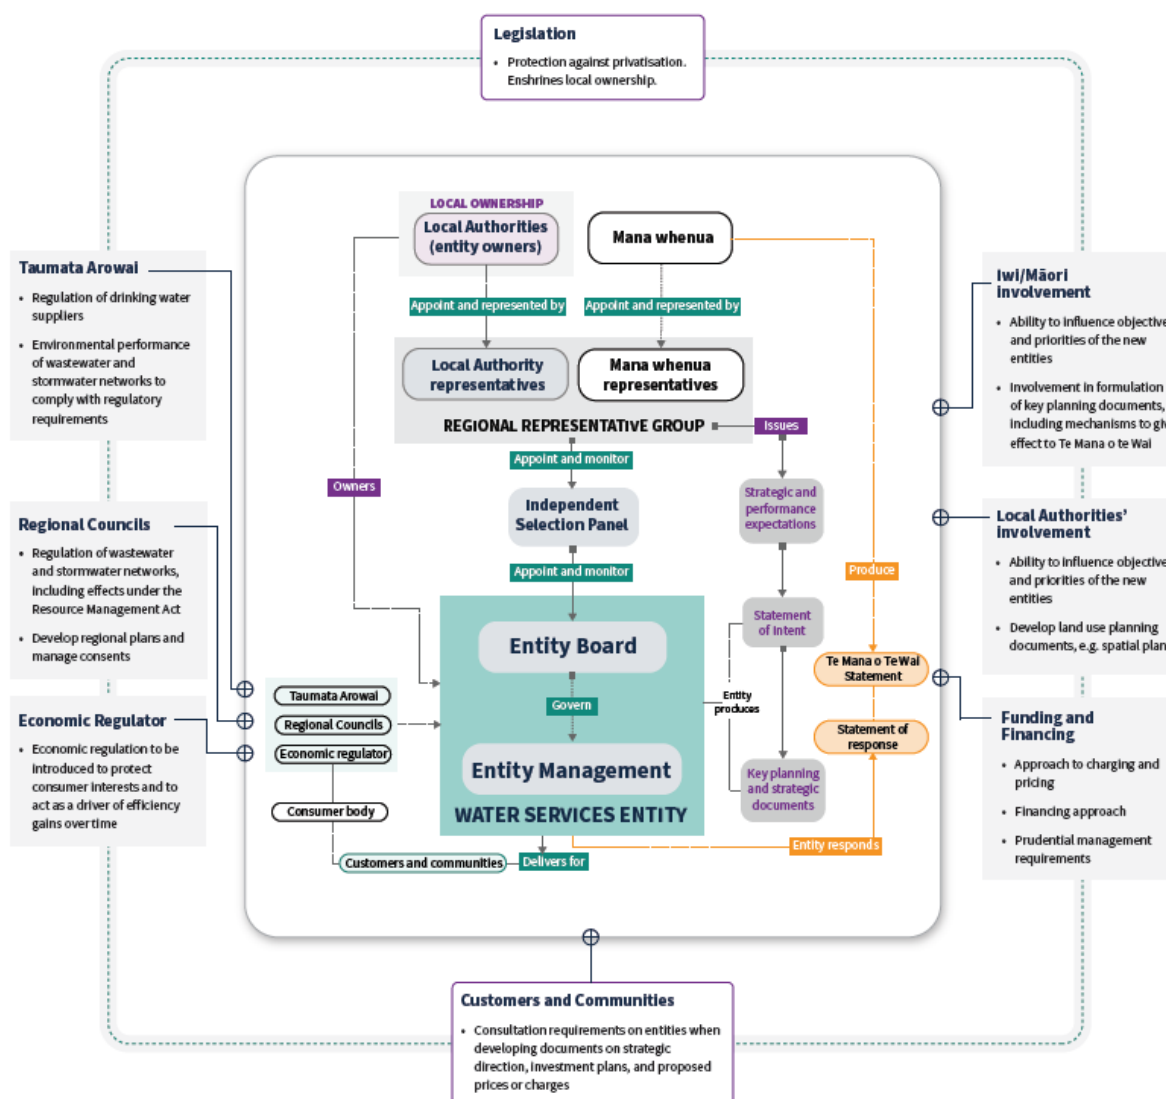 Legislation
• Protection against privatisation.
Enshrines local ownership.
LOCAL OWNERSHIP
Local Authorities
(entity owners)
Mana whenua
Appoint and represented by
Appoint and represented by
Local Authority
representatives
Mana whenua
representatives
REGIONAL REPRESENTATIVE GROUP
Issues
Appoint and monitor
Owners
Independent
Selection Panel
Strategic and
performance
expectations
Appoint and monitor
Produce
Entity Board
Statement
of Intent
Te Mana o Te Wai
Statement
Govern
Entity
produces
Statement of
response
Entity Management
Key planning
and strategic
documents
WATER SERVICES ENTITY
Taumata Arowai
Regional Councils
Economic regulator
Consumer body
Customers and communities
Delivers for
Entity responds
Taumata Arowai
• Regulation of drinking water
suppliers
• Environmental performance
of wastewater and
stormwater networks to
comply with regulatory
requirements
Regional Councils
• Regulation of wastewater
and stormwater networks,
including effects under the
Resource Management Act
• Develop regional plans and
manage consents
Economic Regulator
• Economic regulation to be
introduced to protect
consumer interests and to
act as a driver of efficiency
gains over time
Iwi/Māori
involvement
• Ability to influence objective
and priorities of the new
entities
• Involvement in formulation
of key planning documents,
including mechanisms to giv
effect to Te Mana o te Wai
Local Authorities'
involvement
• Ability to influence objective
and priorities of the new
entities
• Develop land use planning
documents, e.g. spatial plan
Funding and
Financing
• Approach to charging and
pricing
• Financing approach
• Prudential management
requirements
Customers and Communities
• Consultation requirements on entities when
developing documents on strategic
direction, investment plans, and proposed
prices or charges